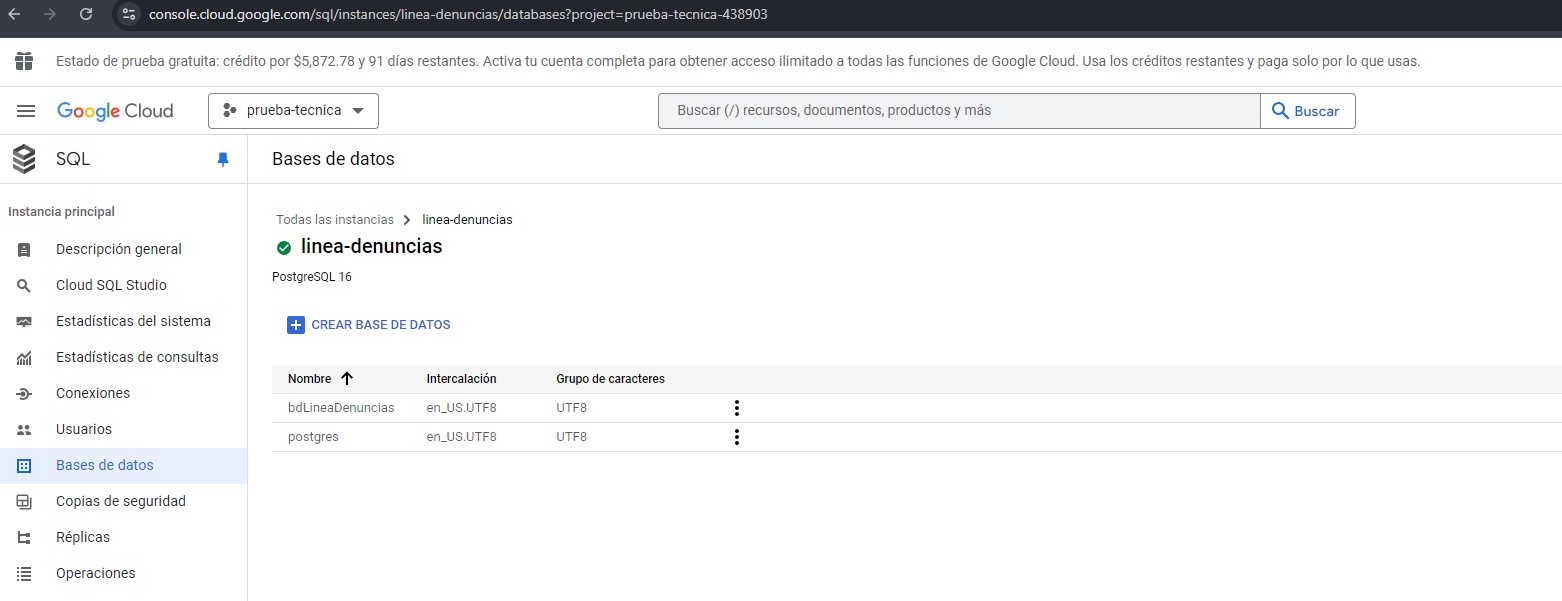 console.cloud.google.com/sql/instances/linea-denuncias/databases?project=prueba-tecnica-438903
Estado de prueba gratuita: crédito por $5,872.78 y 91 días restantes. Activa tu cuenta completa para obtener acceso ilimitado a todas las funciones de Google Cloud. Usa los créditos restantes y paga solo por lo que usas.
Google Cloud prueba-tecnica Buscar (/) recursos, documentos, productos y más Buscar
SQL Bases de datos
Instancia principal
Descripción general
Cloud SQL Studio
Estadísticas del sistema
Estadísticas de consultas
Conexiones
Usuarios
Bases de datos
Copias de seguridad
Réplicas
Operaciones
Todas las instancias linea-denuncias
linea-denuncias
PostgreSQL 16
CREAR BASE DE DATOS
Nombre Intercalación Grupo de caracteres
bdLineaDenuncias en_US.UTF8 UTF8
postgres en_US.UTF8 UTF8